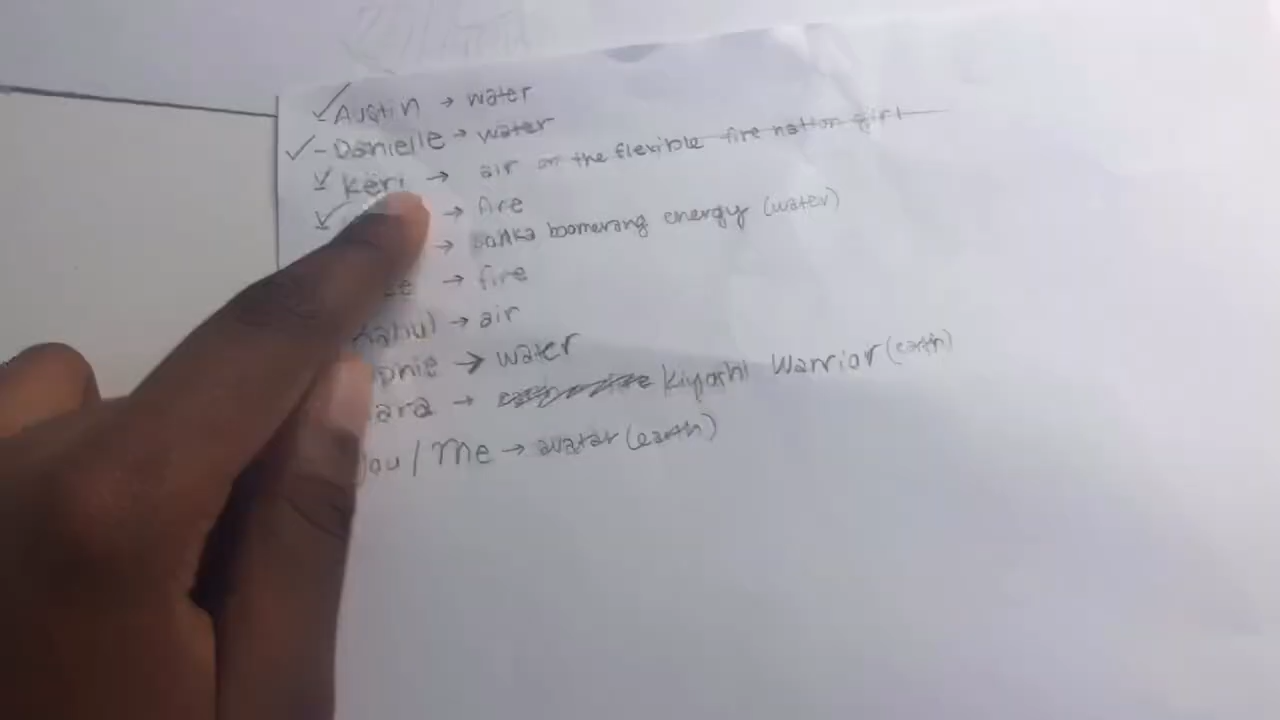 ✓ Austin → water
✓ - Danielle → water
✓ Keri → air or the flexible fire nation girl
✓ → fire
→ sokka boomerang energy (water)
→ fire
→ air
→ water
→ Kiyoshi Warrior (earth)
/ Me → avatar (earth)